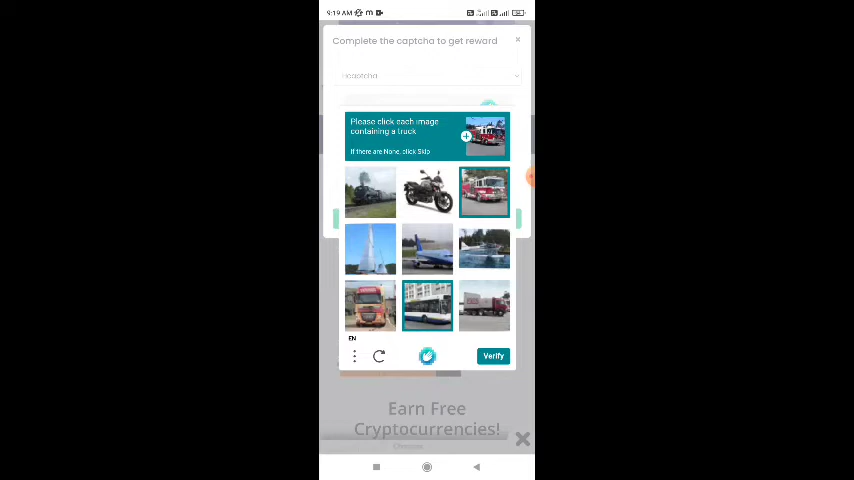 9:19 AM
Complete the captcha to get reward
Hcaptcha
Please click each image
containing a truck
If there are None, click Skip
EN
Verify
Earn Free
Cryptocurrencies!